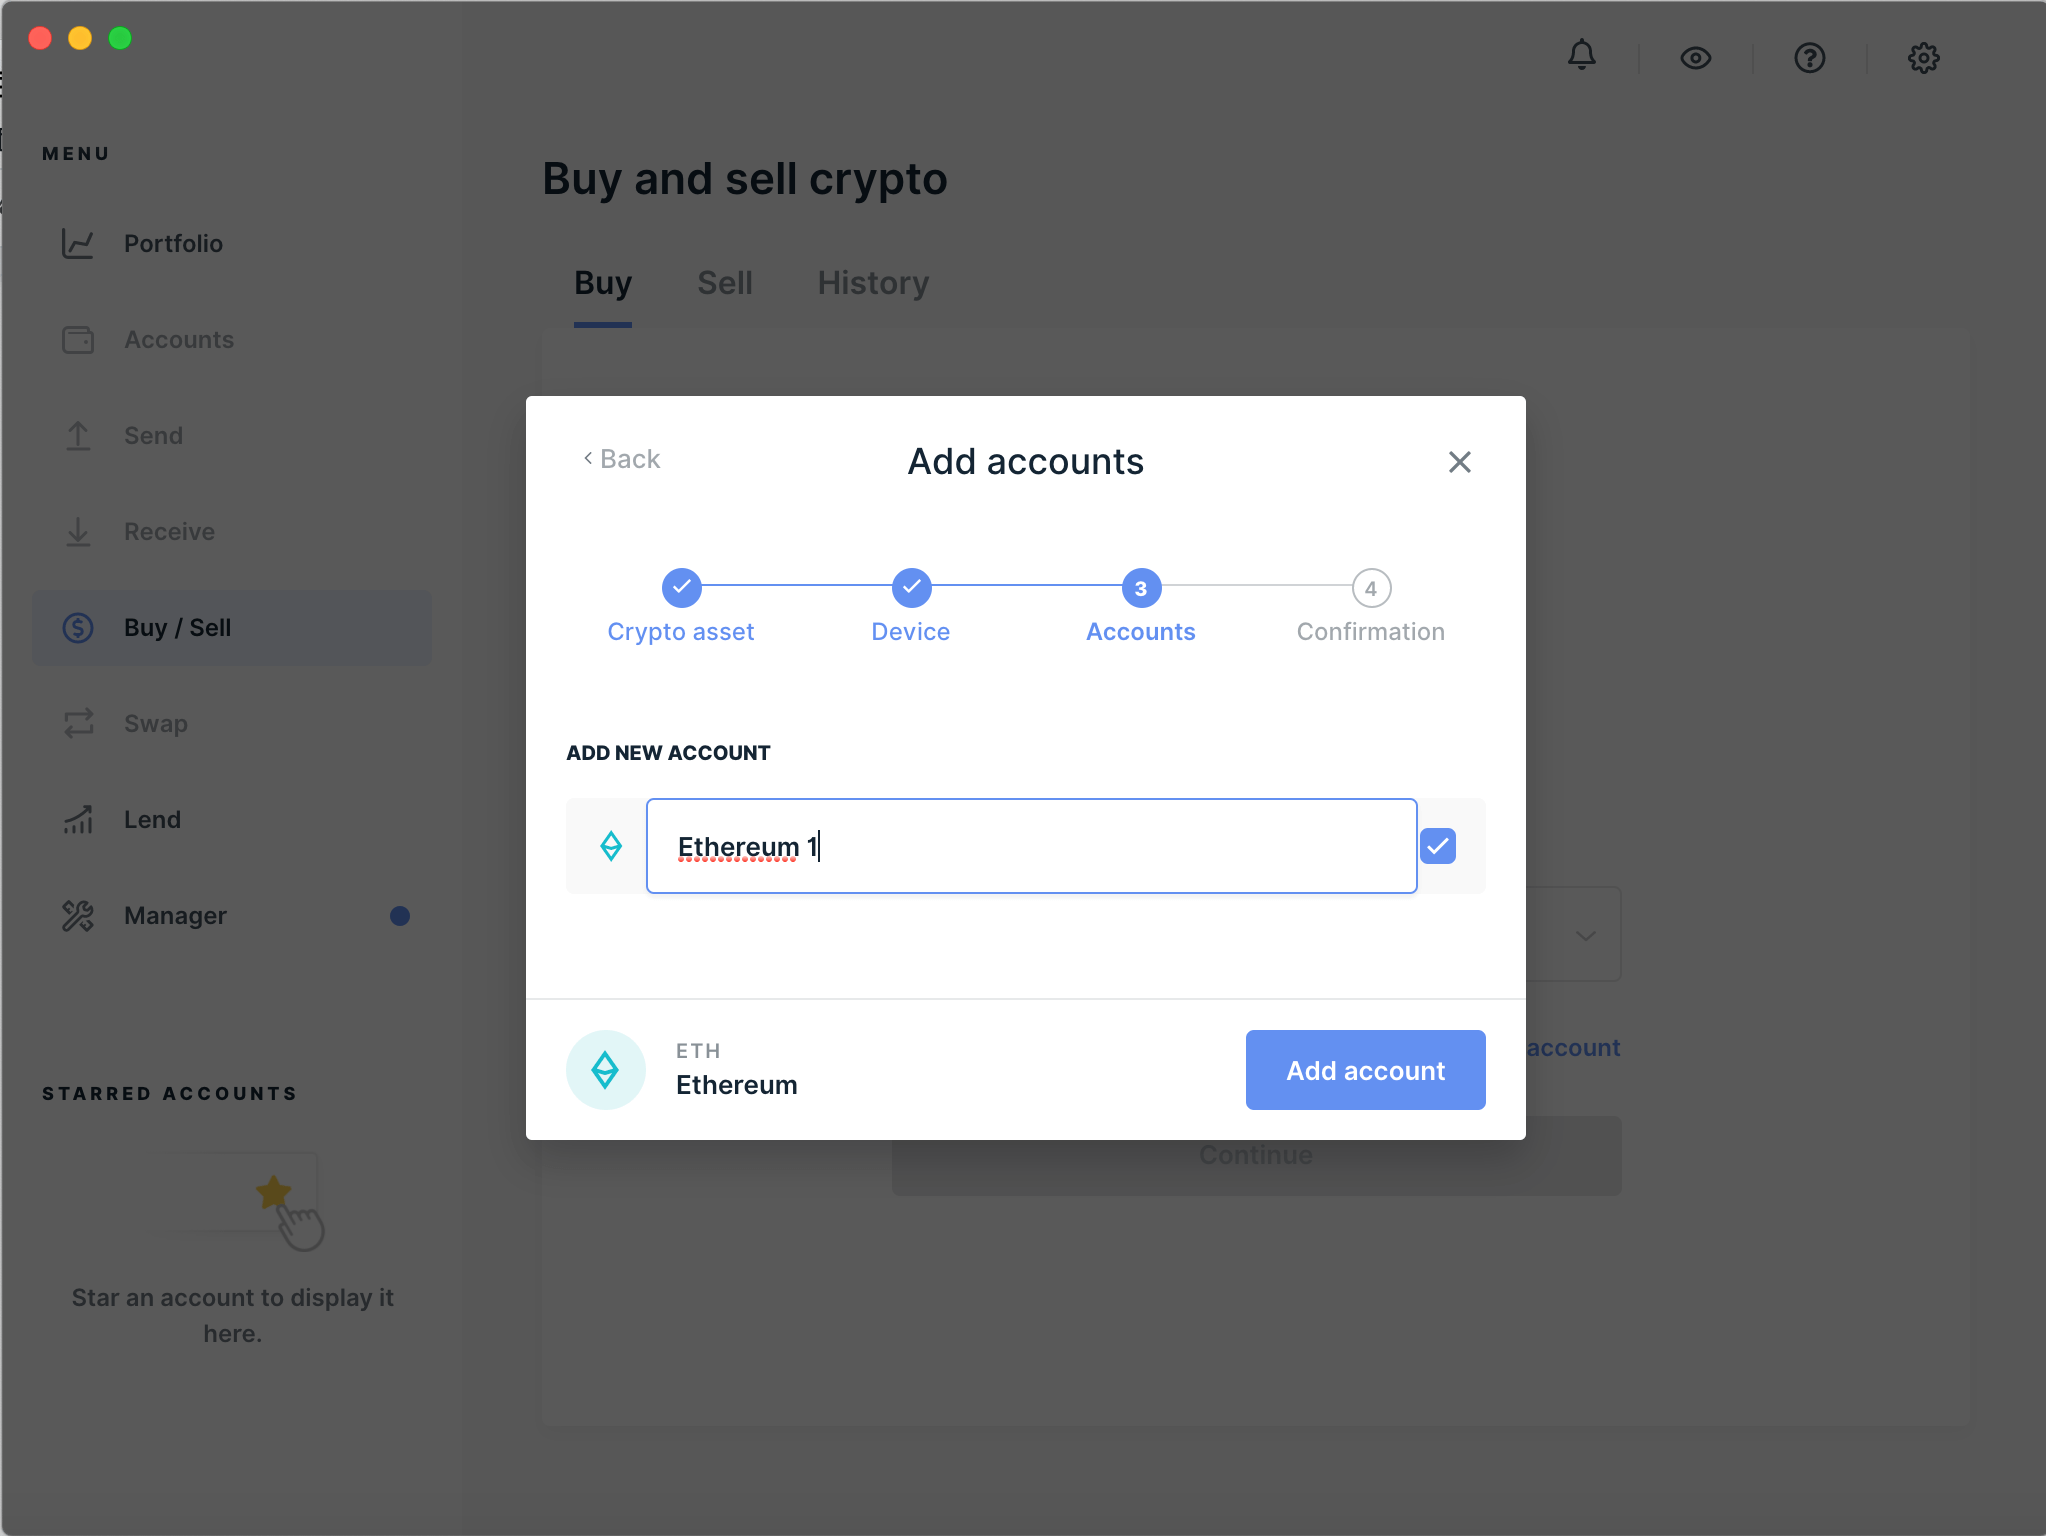 MENU
Portfolio
Accounts
Send
Receive
Buy / Sell
Swap
Lend
Manager
STARRED ACCOUNTS
Star an account to display it
here.
Buy and sell crypto
Buy Sell History
Back
Add accounts
3
4
Crypto asset Device Accounts Confirmation
ADD NEW ACCOUNT
Ethereum 1
ETH
Ethereum
Add account
account
Continue